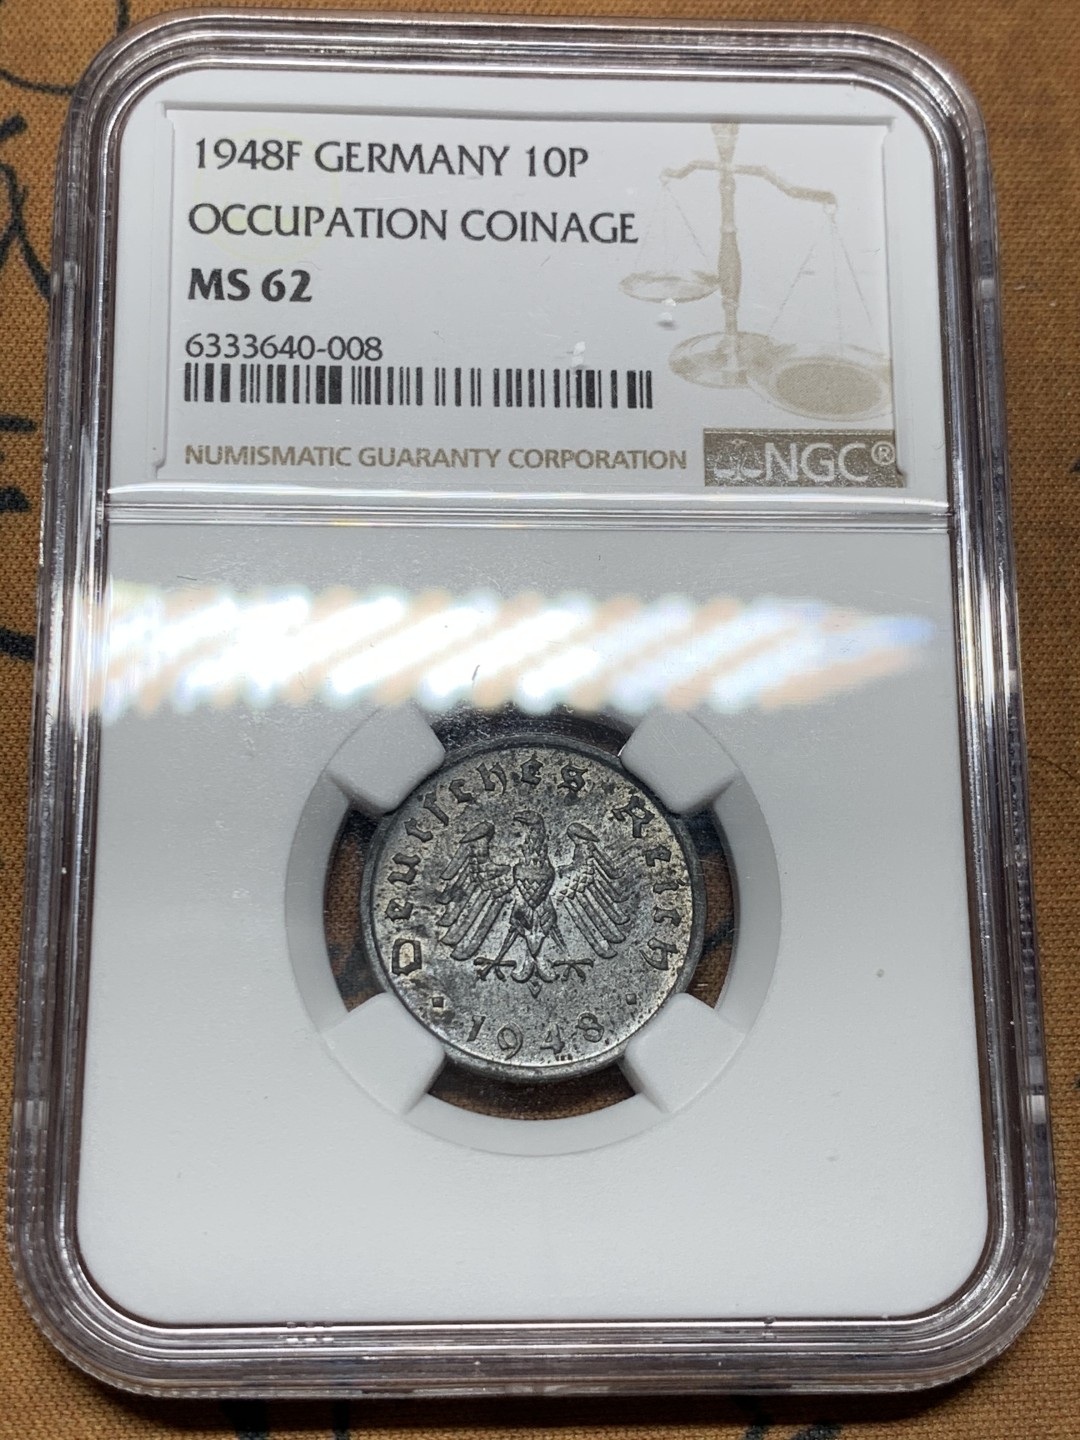 1948F GERMANY 10P
OCCUPATION COINAGE
MS 62
6333640-008
NUMISMATIC GUARANTY CORPORATION
NGC®
Deutsches Reich
1948